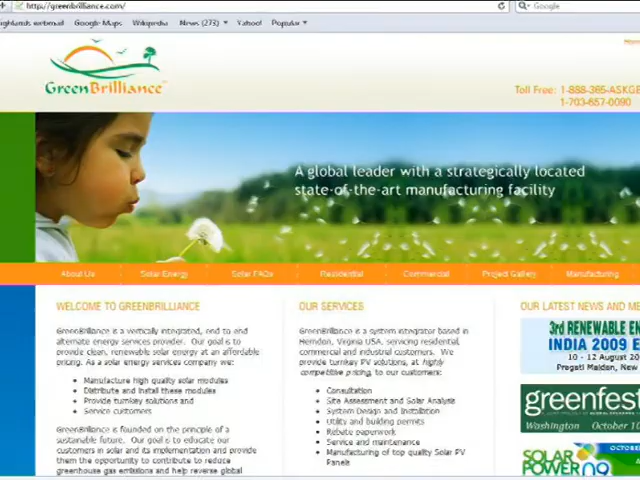 http://greenbrilliance.com/
Google
Google Maps
Wikipedia
News (273)
Yahoo!
Popular
GreenBrilliance
Toll Free: 1-888-385-ASKGB
1-703-657-0080
A global leader with a strategically located
state-of-the-art manufacturing facility
About Us
Solar Energy
Solar FAQs
Residential
Commercial
Project Gallery
Manufacturing
WELCOME TO GREENBRILLIANCE
GreenBrilliance is a vertically integrated, end to end
alternate energy services provider. Our goal is to
provide clean, renewable solar energy at an affordable
pricing. As a solar energy services company we:
Manufacture high quality solar modules
Distribute and install these modules
Provide turnkey solutions and
Service customers
GreenBrilliance is founded on the principle of a
sustainable future. Our goal is to educate our
customers in solar and its implementation and provide
them the opportunity to contribute to reduce
greenhouse gas emissions and help reverse global
OUR SERVICES
GreenBrilliance is a system integrator based in
Herndon, Virginia USA, servicing residential,
commercial and industrial customers. We
provide turnkey PV solutions, at highly
competitive pricing, to our customers:
Consultation
Site Assessment and Solar Analysis
System Design and Installation
Utility and building permits
Rebate paperwork
Service and maintenance
Manufacturing of top quality Solar PV
Panels
OUR LATEST NEWS AND ME
3rd RENEWABLE EN
INDIA 2009 E
10 - 12 August 20
Pragati Maidan, New
greenfest
Washington October 10
SOLAR
POWER
OCTOBER